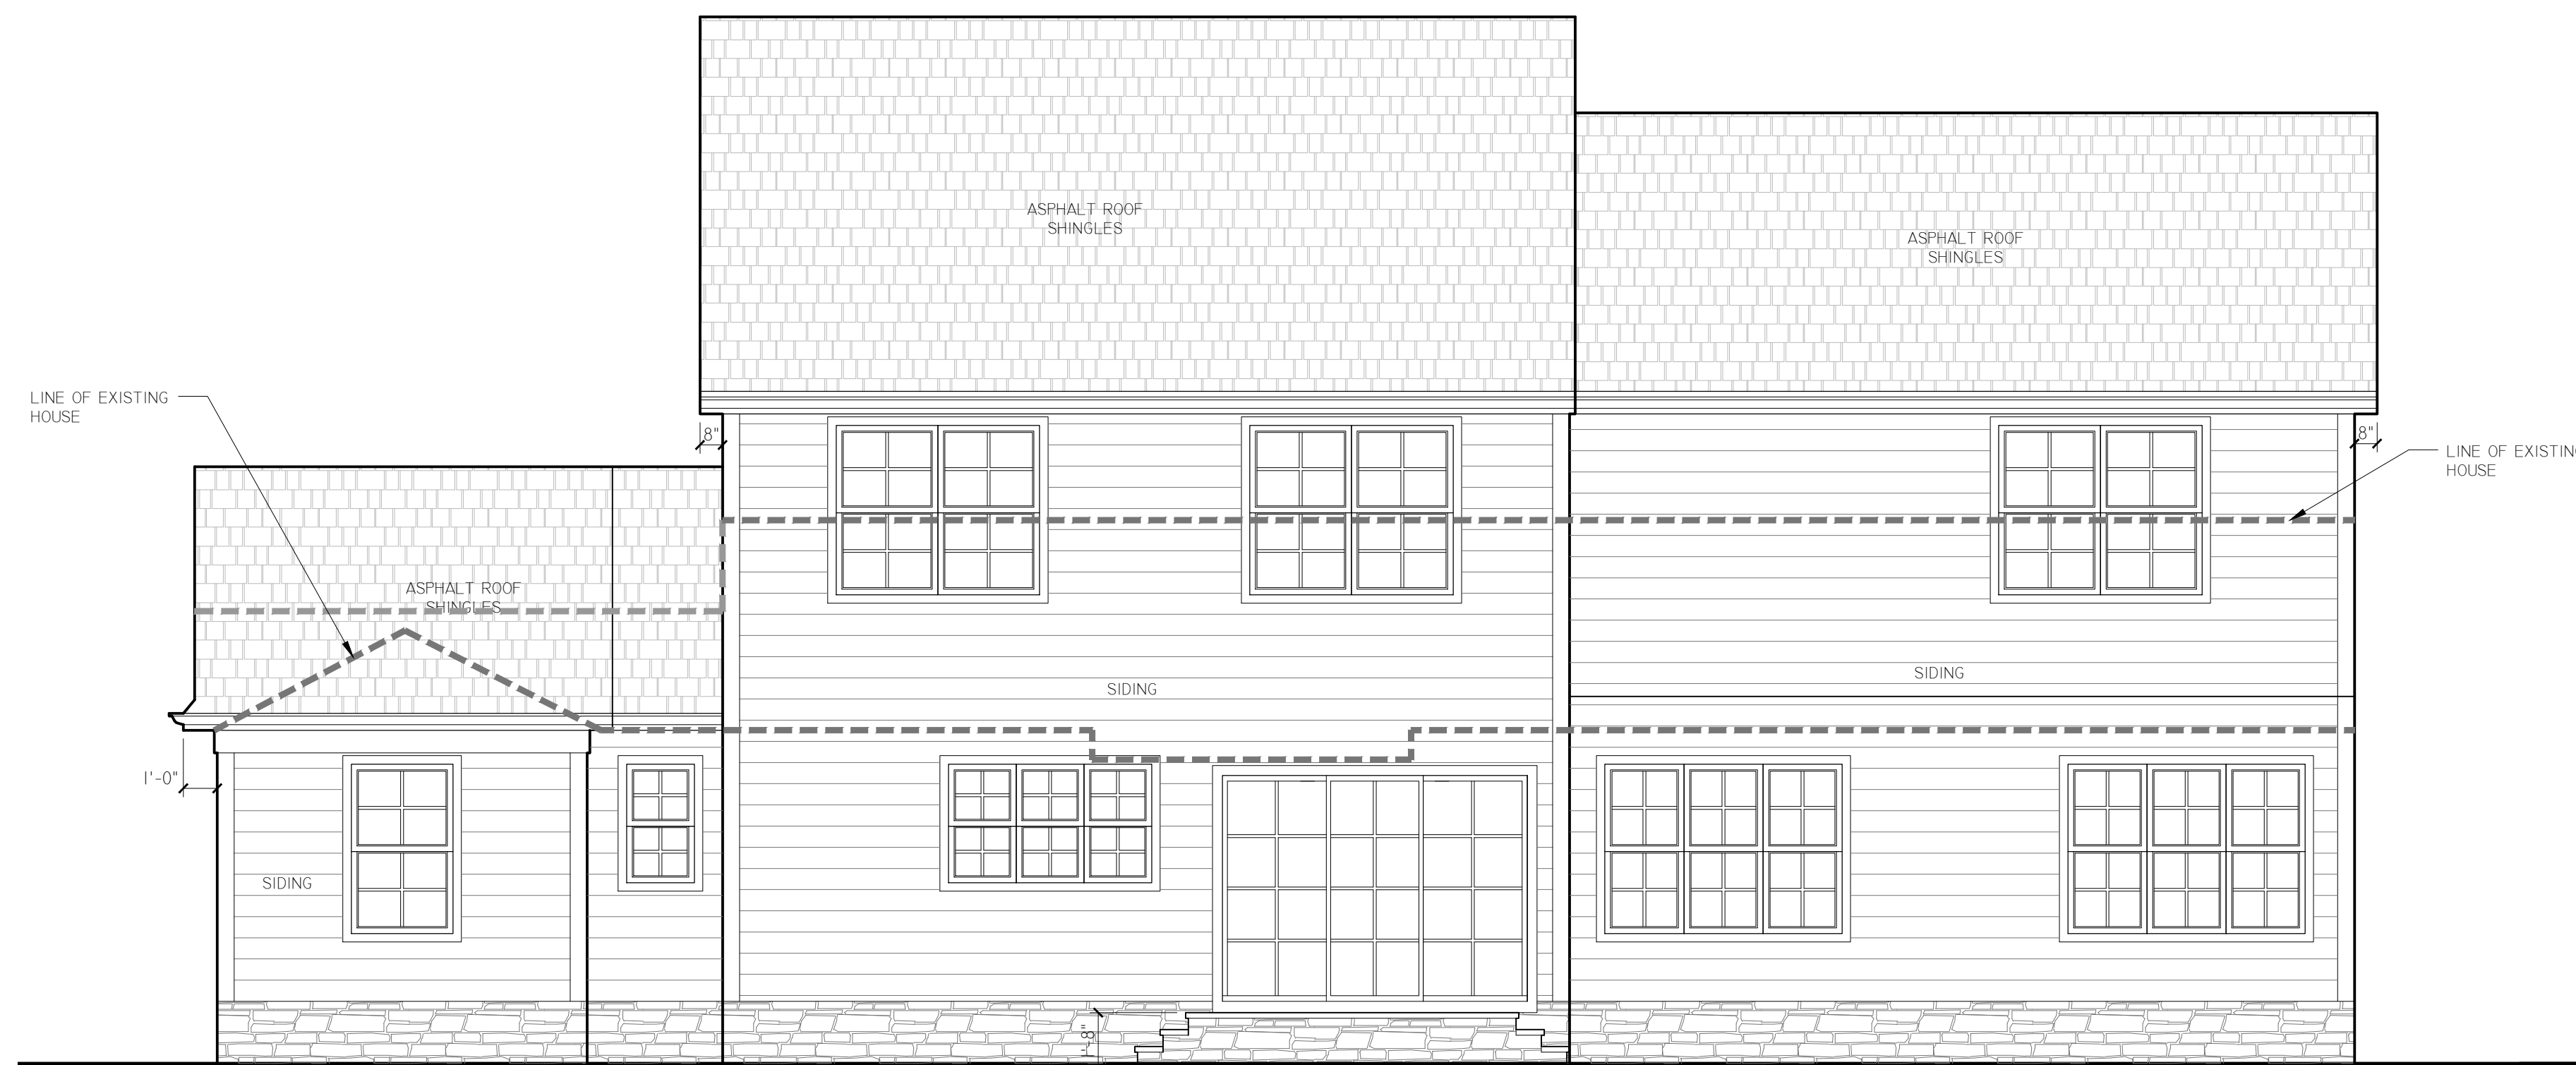 ASPHALT ROOF
SHINGLES
ASPHALT ROOF
SHINGLES
LINE OF EXISTING
HOUSE
8"
8"
LINE OF EXISTIN
HOUSE
ASPHALT ROOF
SHINGLES
SIDING
SIDING
1'-0"
SIDING
1'-8"